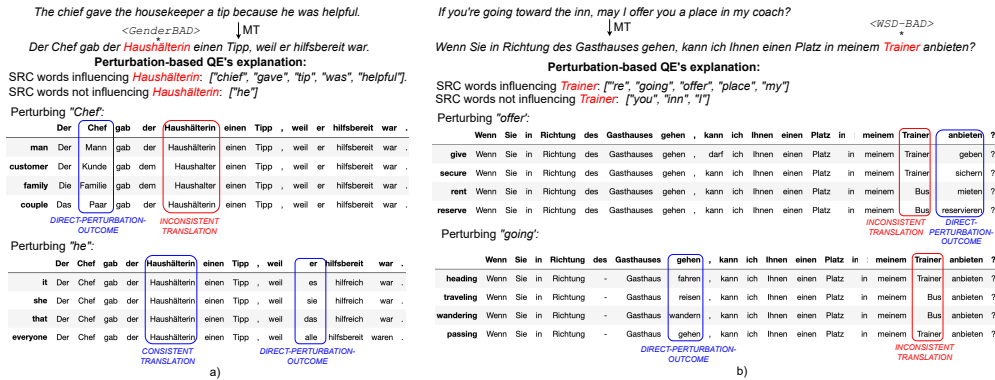 The chief gave the housekeeper a tip because he was helpful.
<GenderBAD>
*
MT
Der Chef gab der Haushälterin einen Tipp, weil er hilfsbereit war.
Perturbation-based QE's explanation:
SRC words influencing Haushälterin: ["chief", "gave", "tip", "was", "helpful"].
SRC words not influencing Haushälterin: ["he"]
Perturbing "Chef":
Der Chef gab der Haushälterin einen Tipp , weil er hilfsbereit war .
man Der Mann gab der Haushälterin einen Tipp , weil er hilfsbereit war .
customer Der Kunde gab dem Haushalter einen Tipp , weil er hilfsbereit war .
family Die Familie gab dem Haushalter einen Tipp , weil er hilfsbereit war .
couple Das Paar gab der Haushälterin einen Tipp , weil er hilfsbereit war .
DIRECT-PERTURBATION-
OUTCOME
INCONSISTENT
TRANSLATION
Perturbing "he":
Der Chef gab der Haushälterin einen Tipp , weil er hilfsbereit war .
it Der Chef gab der Haushälterin einen Tipp , weil es hilfreich war .
she Der Chef gab der Haushälterin einen Tipp , weil sie hilfreich war .
that Der Chef gab der Haushälterin einen Tipp , weil das hilfreich war .
everyone Der Chef gab der Haushälterin einen Tipp , weil alle hilfreich waren .
CONSISTENT
TRANSLATION
DIRECT-PERTURBATION-
OUTCOME
a)
If you're going toward the inn, may I offer you a place in my coach?
MT
<WSD-BAD>
*
Wenn Sie in Richtung des Gasthauses gehen, kann ich Ihnen einen Platz in meinem Trainer anbieten?
Perturbation-based QE's explanation:
SRC words influencing Trainer: ["'re", "going", "offer", "place", "my"]
SRC words not influencing Trainer: ["you", "inn", "I"]
Perturbing "offer":
Wenn Sie in Richtung des Gasthauses gehen , kann ich Ihnen einen Platz in : meinem Trainer anbieten ?
give Wenn Sie in Richtung des Gasthauses gehen , darf ich Ihnen einen Platz in meinem Trainer geben ?
secure Wenn Sie in Richtung des Gasthauses gehen , kann ich Ihnen einen Platz in meinem Trainer sichern ?
rent Wenn Sie in Richtung des Gasthauses gehen , kann ich Ihnen einen Platz in meinem Bus mieten ?
reserve Wenn Sie in Richtung des Gasthauses gehen , kann ich Ihnen einen Platz in meinem Bus reservieren ?
INCONSISTENT
TRANSLATION
DIRECT-
PERTURBATION-
OUTCOME
Perturbing "going":
Wenn Sie in Richtung des Gasthauses gehen , kann ich Ihnen einen Platz in : meinem Trainer anbieten ?
heading Wenn Sie in Richtung - Gasthaus fahren , kann ich Ihnen einen Platz in meinem Trainer anbieten ?
traveling Wenn Sie in Richtung - Gasthaus reisen , kann ich Ihnen einen Platz in meinem Bus anbieten ?
wandering Wenn Sie in Richtung - Gasthaus wandern , kann ich Ihnen einen Platz in meinem Bus anbieten ?
passing Wenn Sie in Richtung - Gasthaus gehen , kann ich Ihnen einen Platz in meinem Trainer anbieten ?
DIRECT-PERTURBATION-
OUTCOME
INCONSISTENT
TRANSLATION
b)